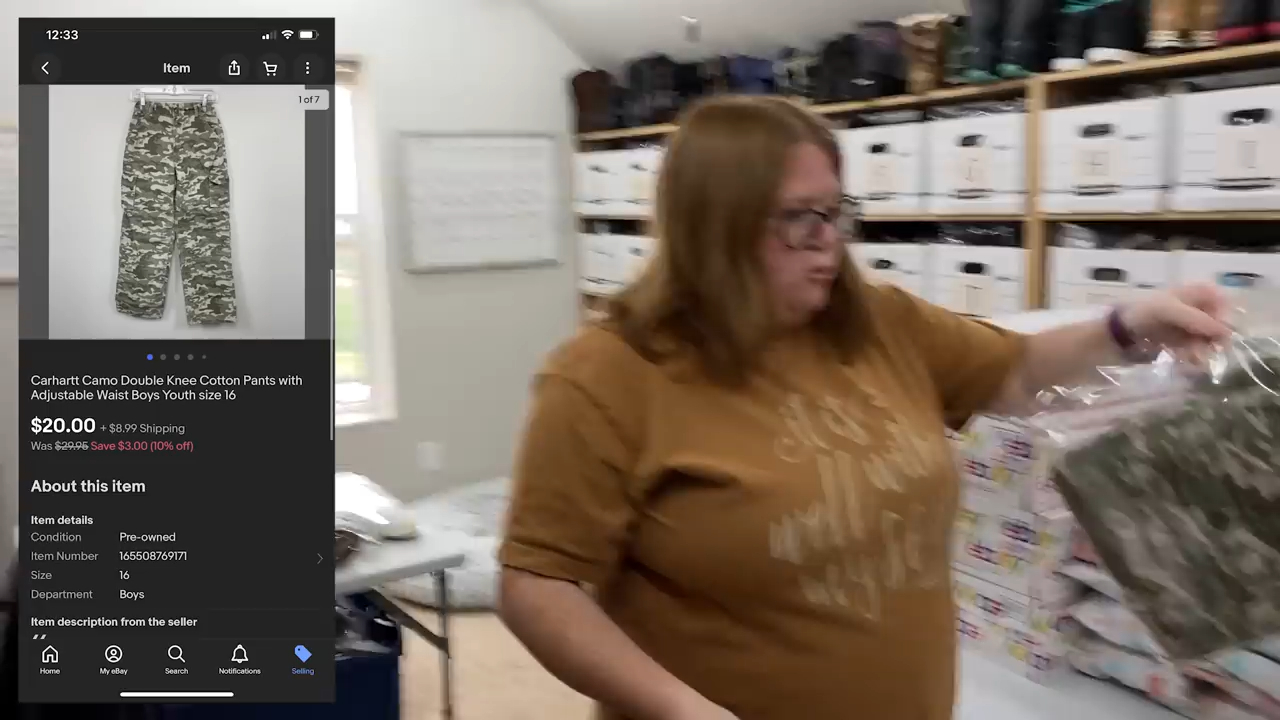 12:33
Item
1 of 7
Carhartt Camo Double Knee Cotton Pants with
Adjustable Waist Boys Youth size 16
$20.00 + $8.99 Shipping
Was $29.95 Save $3.00 (10% off)
About this item
Item details
Condition Pre-owned
Item Number 165508769171
Size 16
Department Boys
Item description from the seller
Home
My eBay
Search
Notifications
Selling